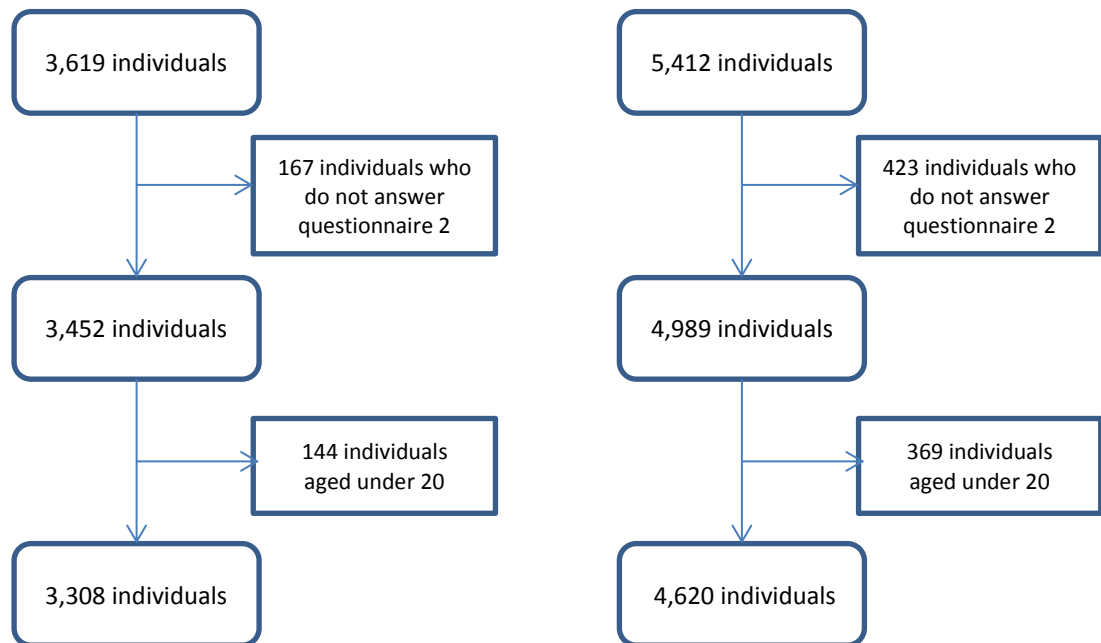 3,619 individuals
167 individuals who
do not answer
questionnaire 2
3,452 individuals
144 individuals
aged under 20
3,308 individuals
5,412 individuals
423 individuals who
do not answer
questionnaire 2
4,989 individuals
369 individuals
aged under 20
4,620 individuals